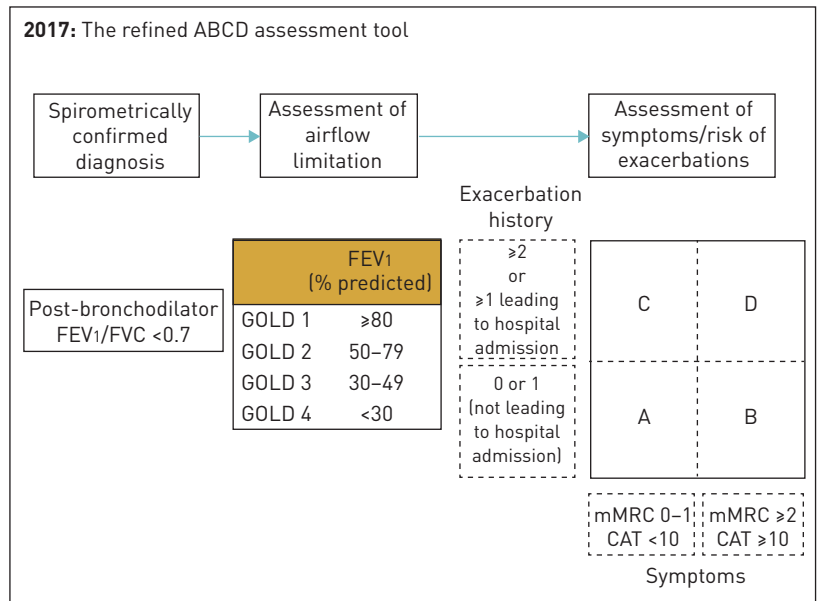 2017: The refined ABCD assessment tool
Spirometrically
confirmed
diagnosis
Assessment of
airflow
limitation
Assessment of
symptoms/risk of
exacerbations
Post-bronchodilator
FEV1/FVC <0.7
FEV1
(% predicted)
GOLD 1 ⩾80
GOLD 2 50–79
GOLD 3 30–49
GOLD 4 <30
Exacerbation
history
⩾2
or
⩾1 leading
to hospital
admission
0 or 1
(not leading
to hospital
admission)
C D
A B
mMRC 0–1
CAT <10
mMRC ⩾2
CAT ⩾10
Symptoms